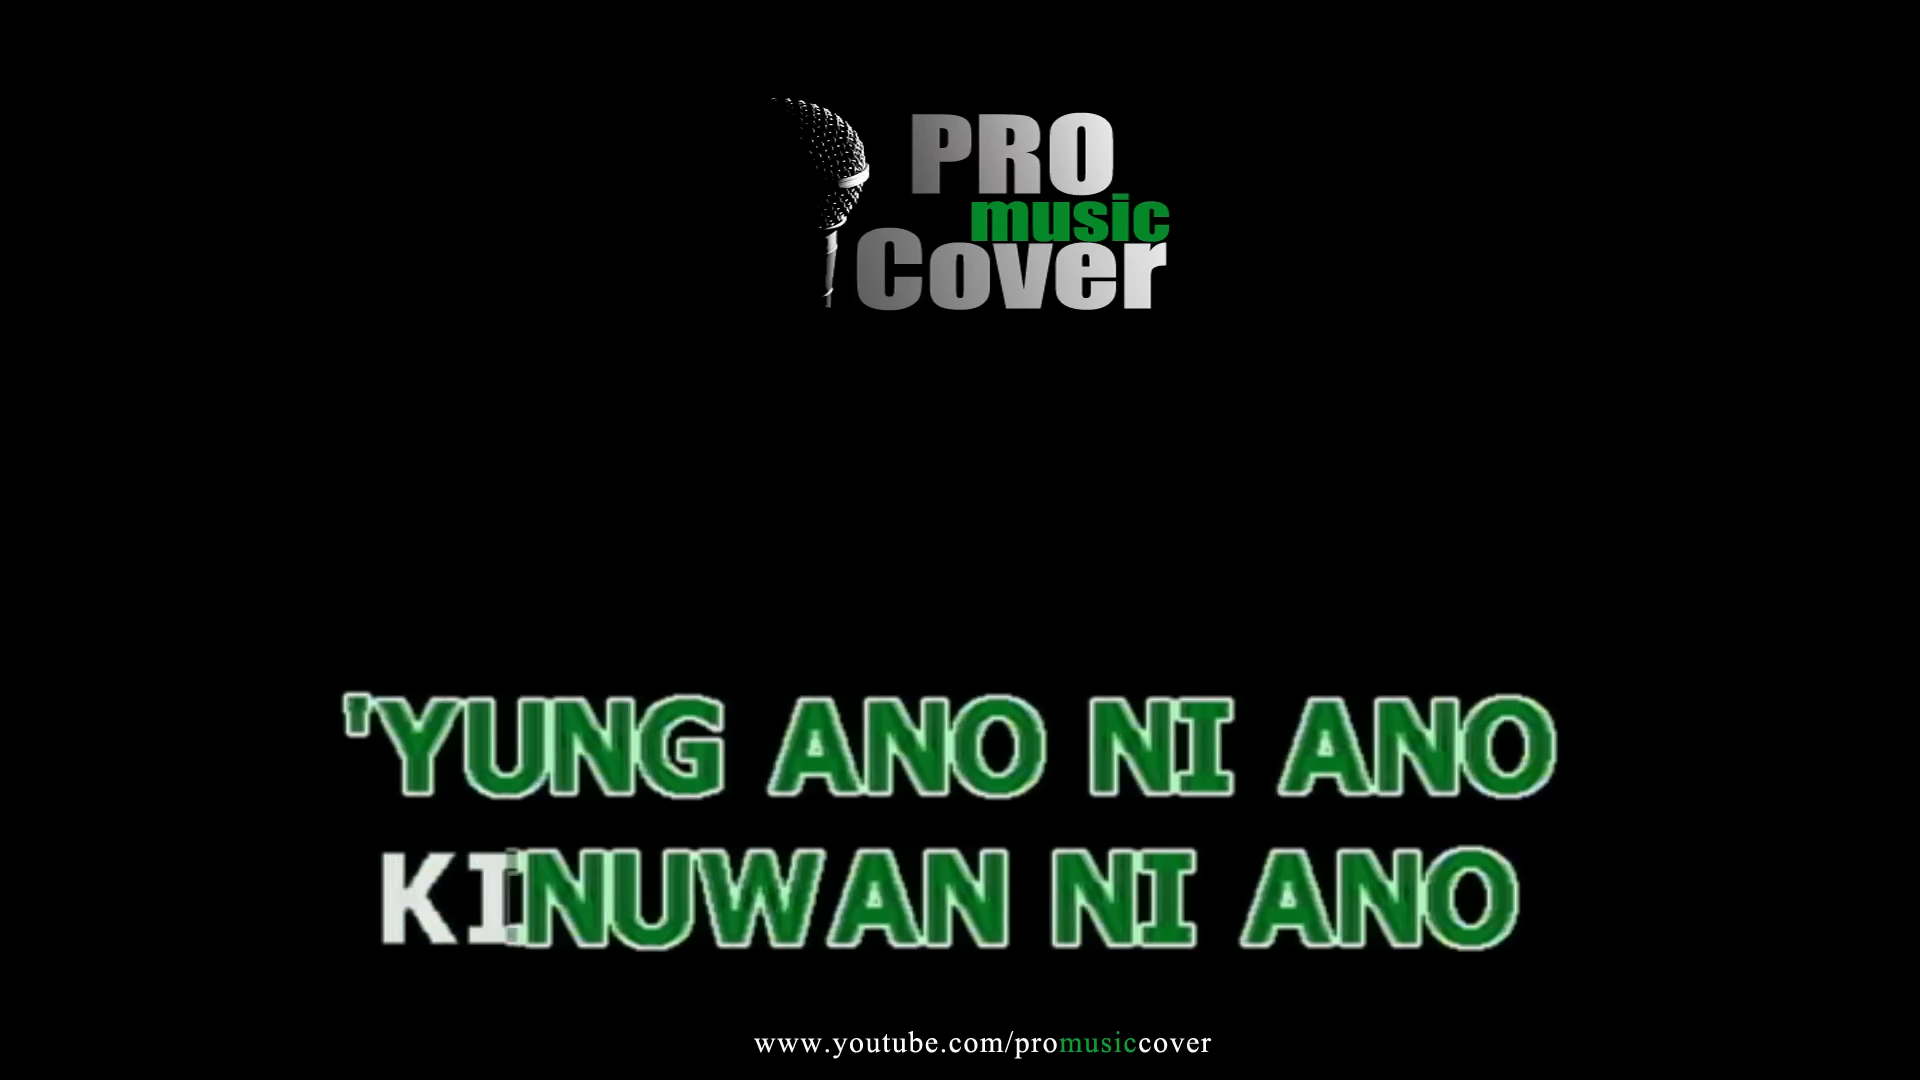 PRO
music
Cover
'YUNG ANO NI ANO
KINUWAN NI ANO
www.youtube.com/promusiccover